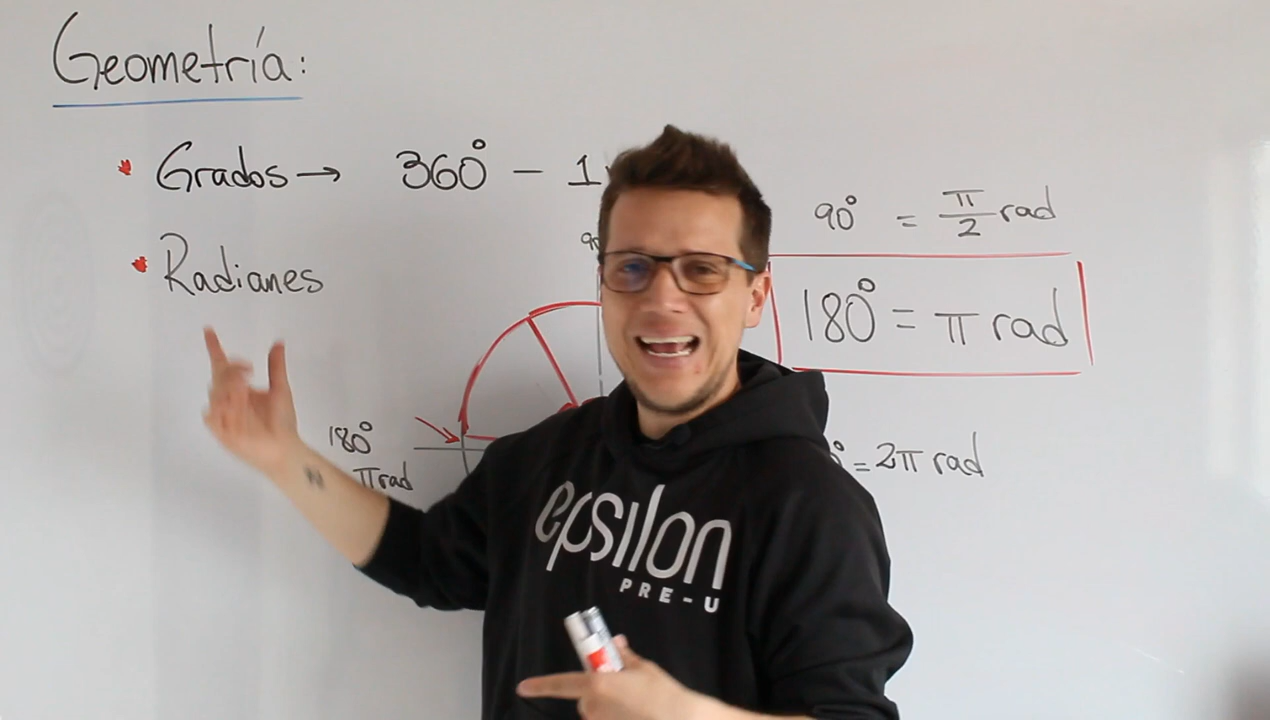 Geometría:
• Grados → 360° – 1
• Radianes
90° = π/2 rad
180° = π rad
180°
π rad
° = 2π rad
epsilon
PRE-U